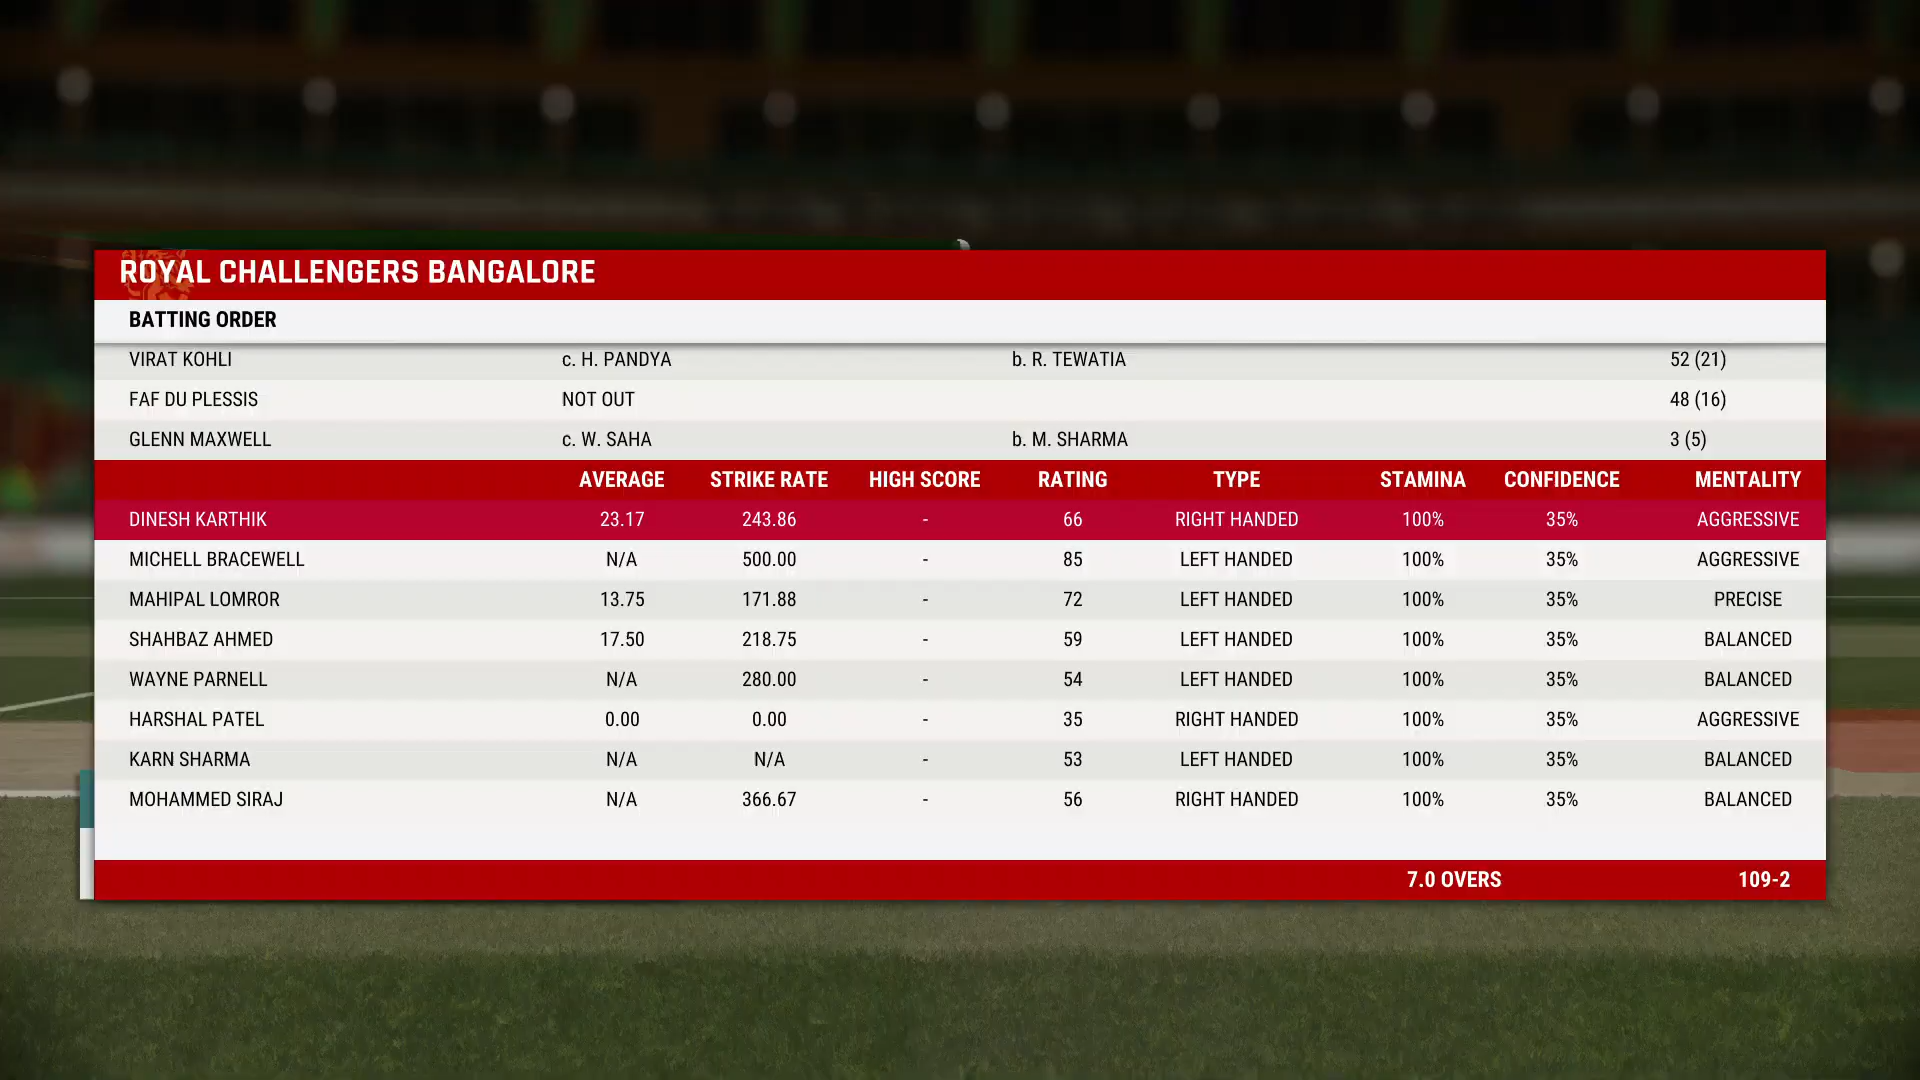 ROYAL CHALLENGERS BANGALORE
BATTING ORDER
VIRAT KOHLI c. H. PANDYA b. R. TEWATIA 52 (21)
FAF DU PLESSIS NOT OUT 48 (16)
GLENN MAXWELL c. W. SAHA b. M. SHARMA 3 (5)
AVERAGE STRIKE RATE HIGH SCORE RATING TYPE STAMINA CONFIDENCE MENTALITY
DINESH KARTHIK 23.17 243.86 - 66 RIGHT HANDED 100% 35% AGGRESSIVE
MICHELL BRACEWELL N/A 500.00 - 85 LEFT HANDED 100% 35% AGGRESSIVE
MAHIPAL LOMROR 13.75 171.88 - 72 LEFT HANDED 100% 35% PRECISE
SHAHBAZ AHMED 17.50 218.75 - 59 LEFT HANDED 100% 35% BALANCED
WAYNE PARNELL N/A 280.00 - 54 LEFT HANDED 100% 35% BALANCED
HARSHAL PATEL 0.00 0.00 - 35 RIGHT HANDED 100% 35% AGGRESSIVE
KARN SHARMA N/A N/A - 53 LEFT HANDED 100% 35% BALANCED
MOHAMMED SIRAJ N/A 366.67 - 56 RIGHT HANDED 100% 35% BALANCED
7.0 OVERS 109-2